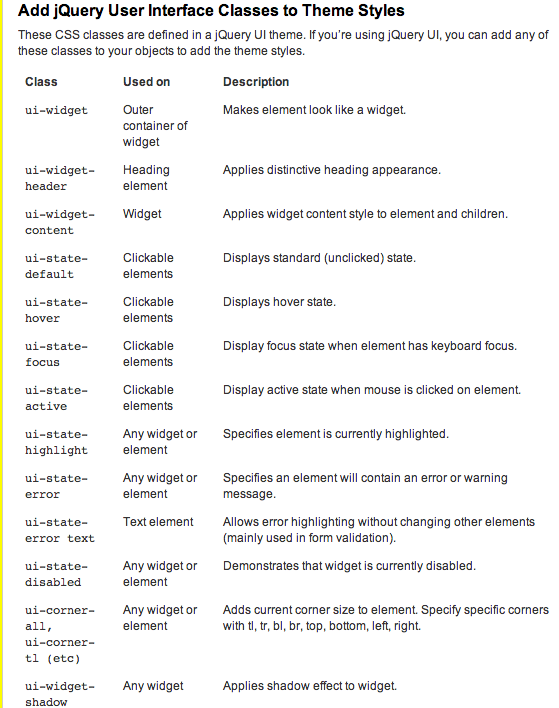 Add jQuery User Interface Classes to Theme Styles
These CSS classes are defined in a jQuery UI theme. If you're using jQuery UI, you can add any of
these classes to your objects to add the theme styles.
Class Used on Description
ui-widget Outer Makes element look like a widget.
container of
widget
ui-widget- Heading Applies distinctive heading appearance.
header element
ui-widget- Widget Applies widget content style to element and children.
content
ui-state- Clickable Displays standard (unclicked) state.
default elements
ui-state- Clickable Displays hover state.
hover elements
ui-state- Clickable Display focus state when element has keyboard focus.
focus elements
ui-state- Clickable Display active state when mouse is clicked on element.
active elements
ui-state- Any widget or Specifies element is currently highlighted.
highlight element
ui-state- Any widget or Specifies an element will contain an error or warning
error element message.
ui-state- Text element Allows error highlighting without changing other elements
error text (mainly used in form validation).
ui-state- Any widget or Demonstrates that widget is currently disabled.
disabled element
ui-corner- Any widget or Adds current corner size to element. Specify specific corners
all, element with tl, tr, bl, br, top, bottom, left, right.
ui-corner-
tl (etc)
ui-widget- Any widget Applies shadow effect to widget.
shadow